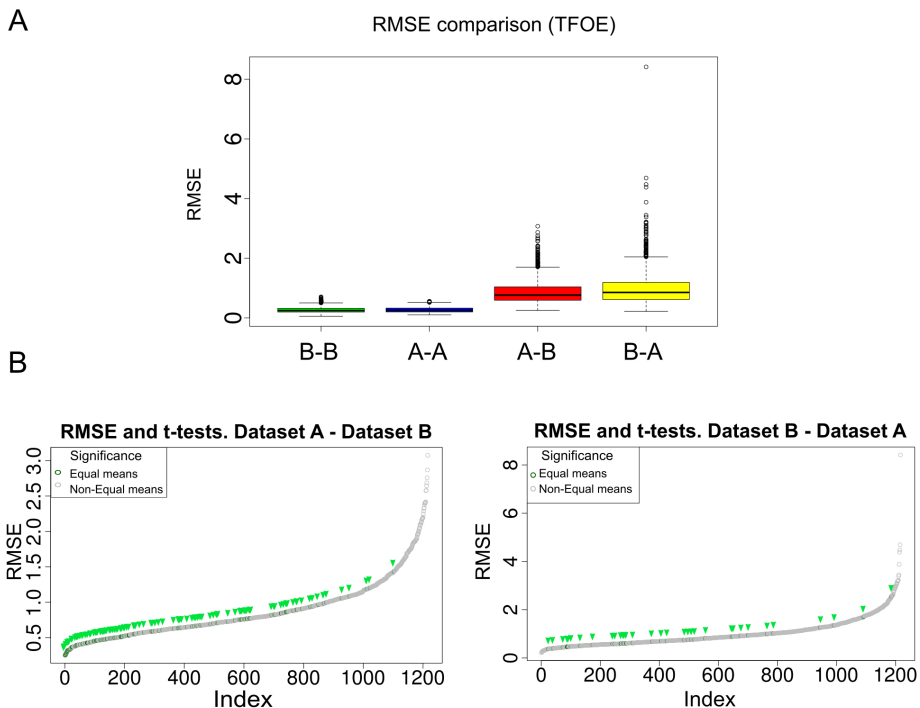 A
RMSE comparison (TFOE)
RMSE
8
6
4
2
0
B-B A-A A-B B-A
B
RMSE and t-tests. Dataset A - Dataset B
Significance
Equal means
Non-Equal means
RMSE
3.0
2.5
2.0
1.5
1.0
0.5
0 200 400 600 800 1000 1200
Index
RMSE and t-tests. Dataset B - Dataset A
Significance
Equal means
Non-Equal means
RMSE
8
6
4
2
0
0 200 400 600 800 1000 1200
Index